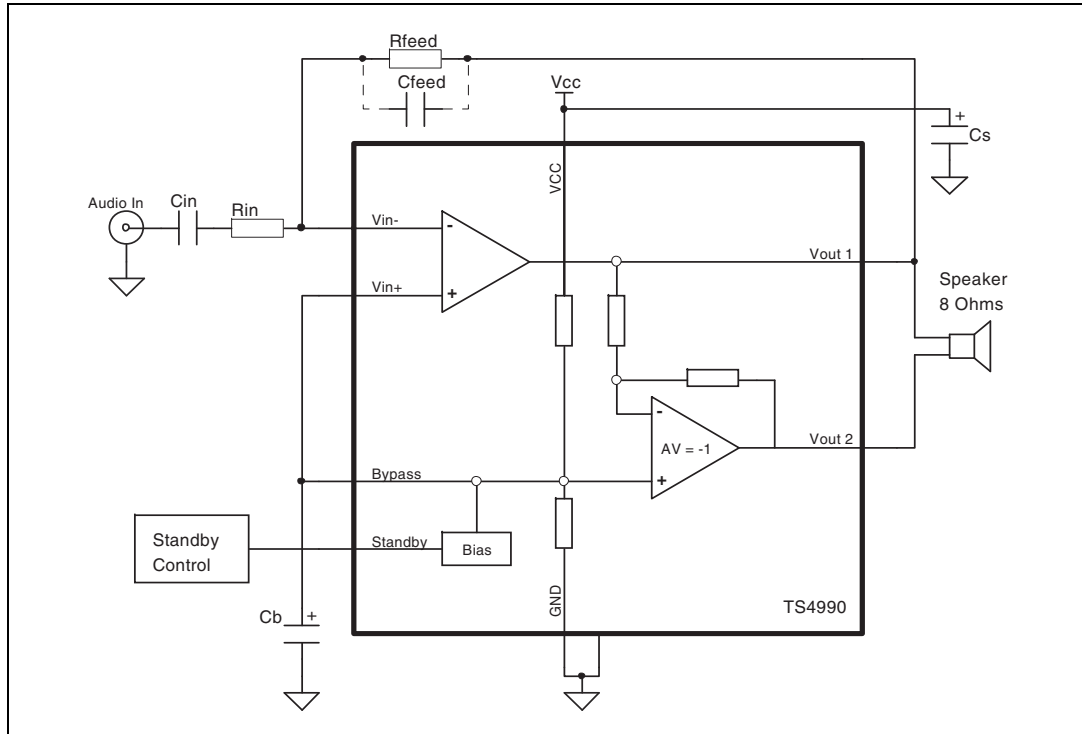 Rfeed
Cfeed
Vcc
+
Cs
VCC
Audio In
Cin
Rin
Vin-
-
Vout 1
Speaker
8 Ohms
Vin+
+
-
AV = -1
Vout 2
Bypass
+
Standby
Control
Standby
Bias
GND
TS4990
Cb
+